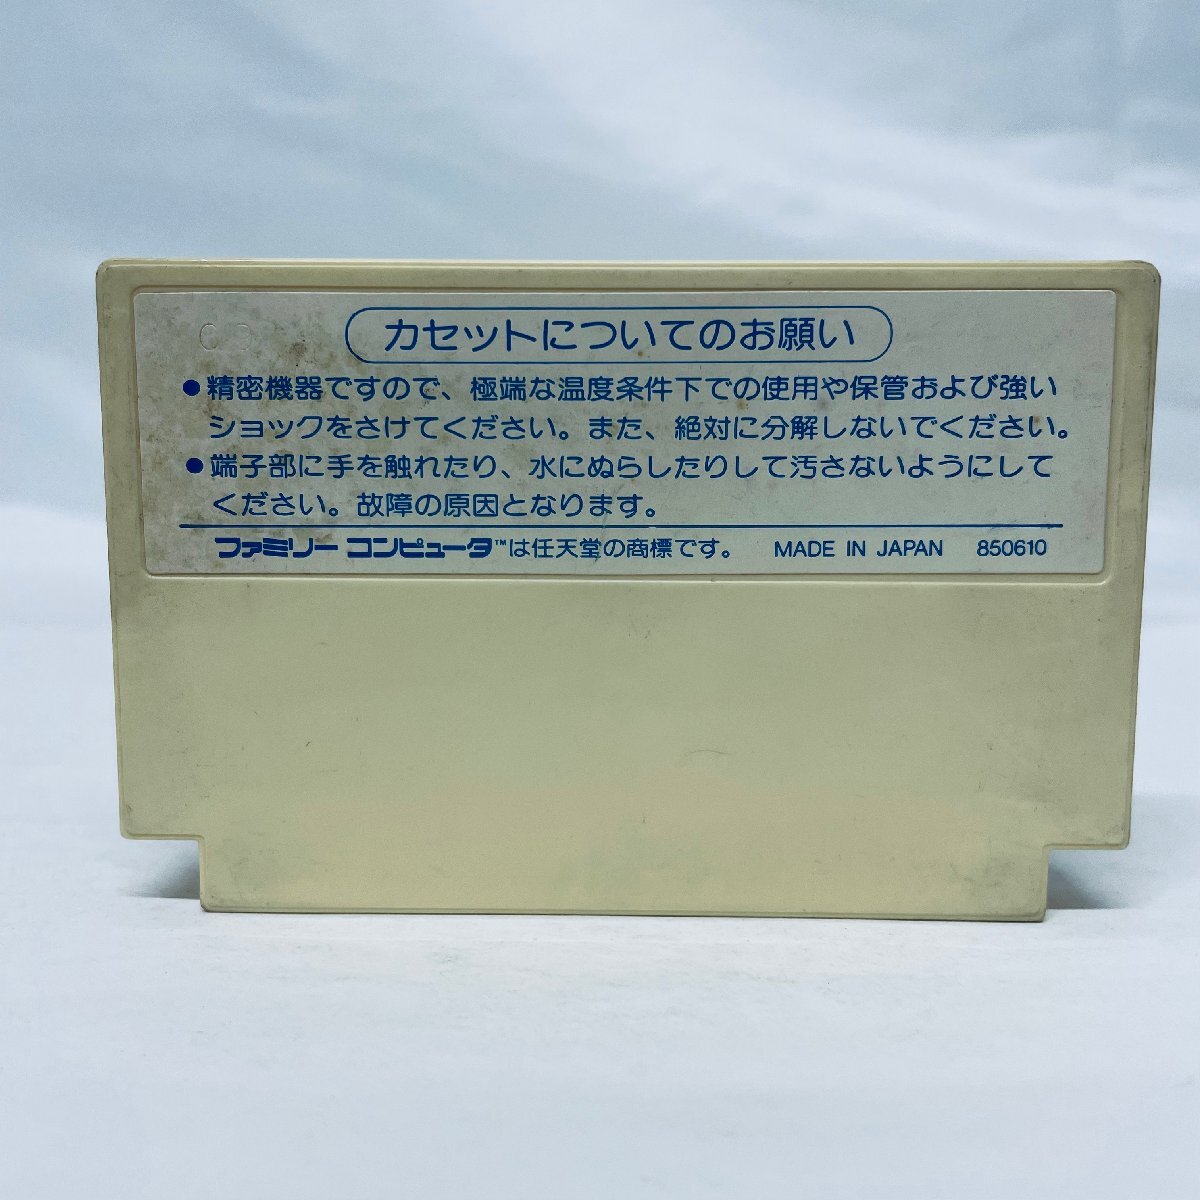 カセットについてのお願い
●精密機器ですので、極端な温度条件下での使用や保管および強い
ショックをさけてください。また、絶対に分解しないでください。
●端子部に手を触れたり、水にぬらしたりして汚さないようにして
ください。故障の原因となります。
ファミリー コンピュータ™は任天堂の商標です。 MADE IN JAPAN 850610